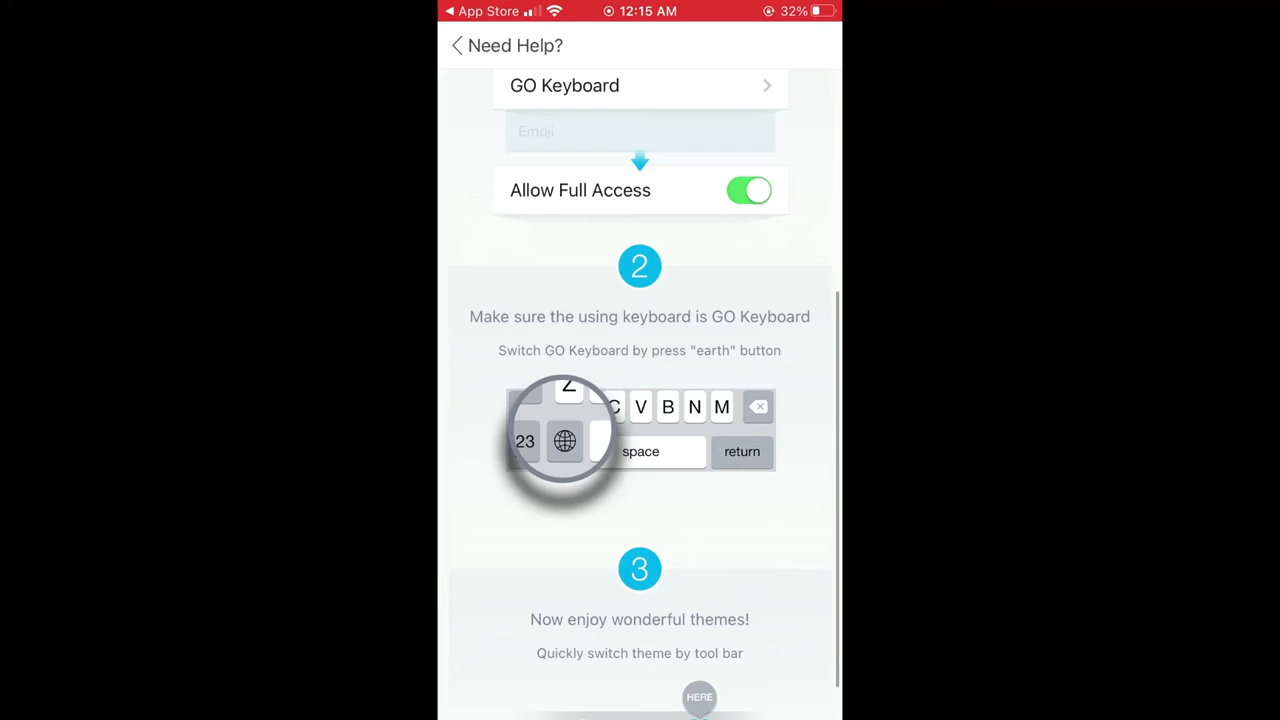 App Store 12:15 AM 32%
Need Help?
GO Keyboard
Emoji
Allow Full Access
2
Make sure the using keyboard is GO Keyboard
Switch GO Keyboard by press "earth" button
Z
C V B N M
23 space return
3
Now enjoy wonderful themes!
Quickly switch theme by tool bar
HERE